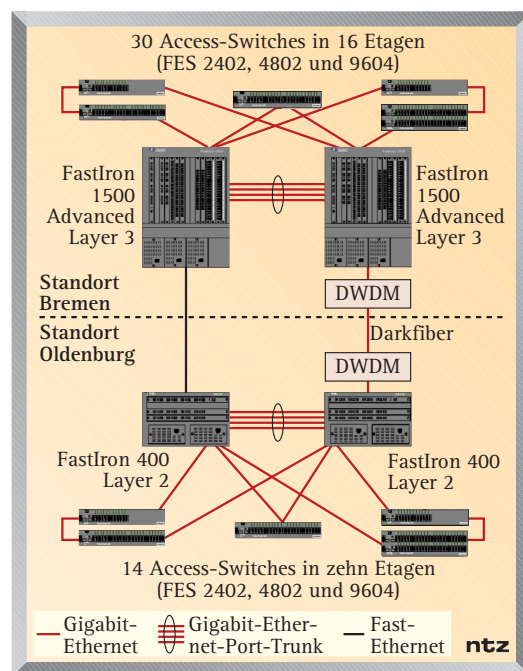 30 Access-Switches in 16 Etagen
(FES 2402, 4802 und 9604)
FastIron
1500
Advanced
Layer 3
FastIron
1500
Advanced
Layer 3
Standort
Bremen
DWDM
Standort
Oldenburg
Darkfiber
DWDM
FastIron 400
Layer 2
FastIron 400
Layer 2
14 Access-Switches in zehn Etagen
(FES 2402, 4802 und 9604)
Gigabit-
Ethernet
Gigabit-Ether-
net-Port-Trunk
Fast-
Ethernet
ntz